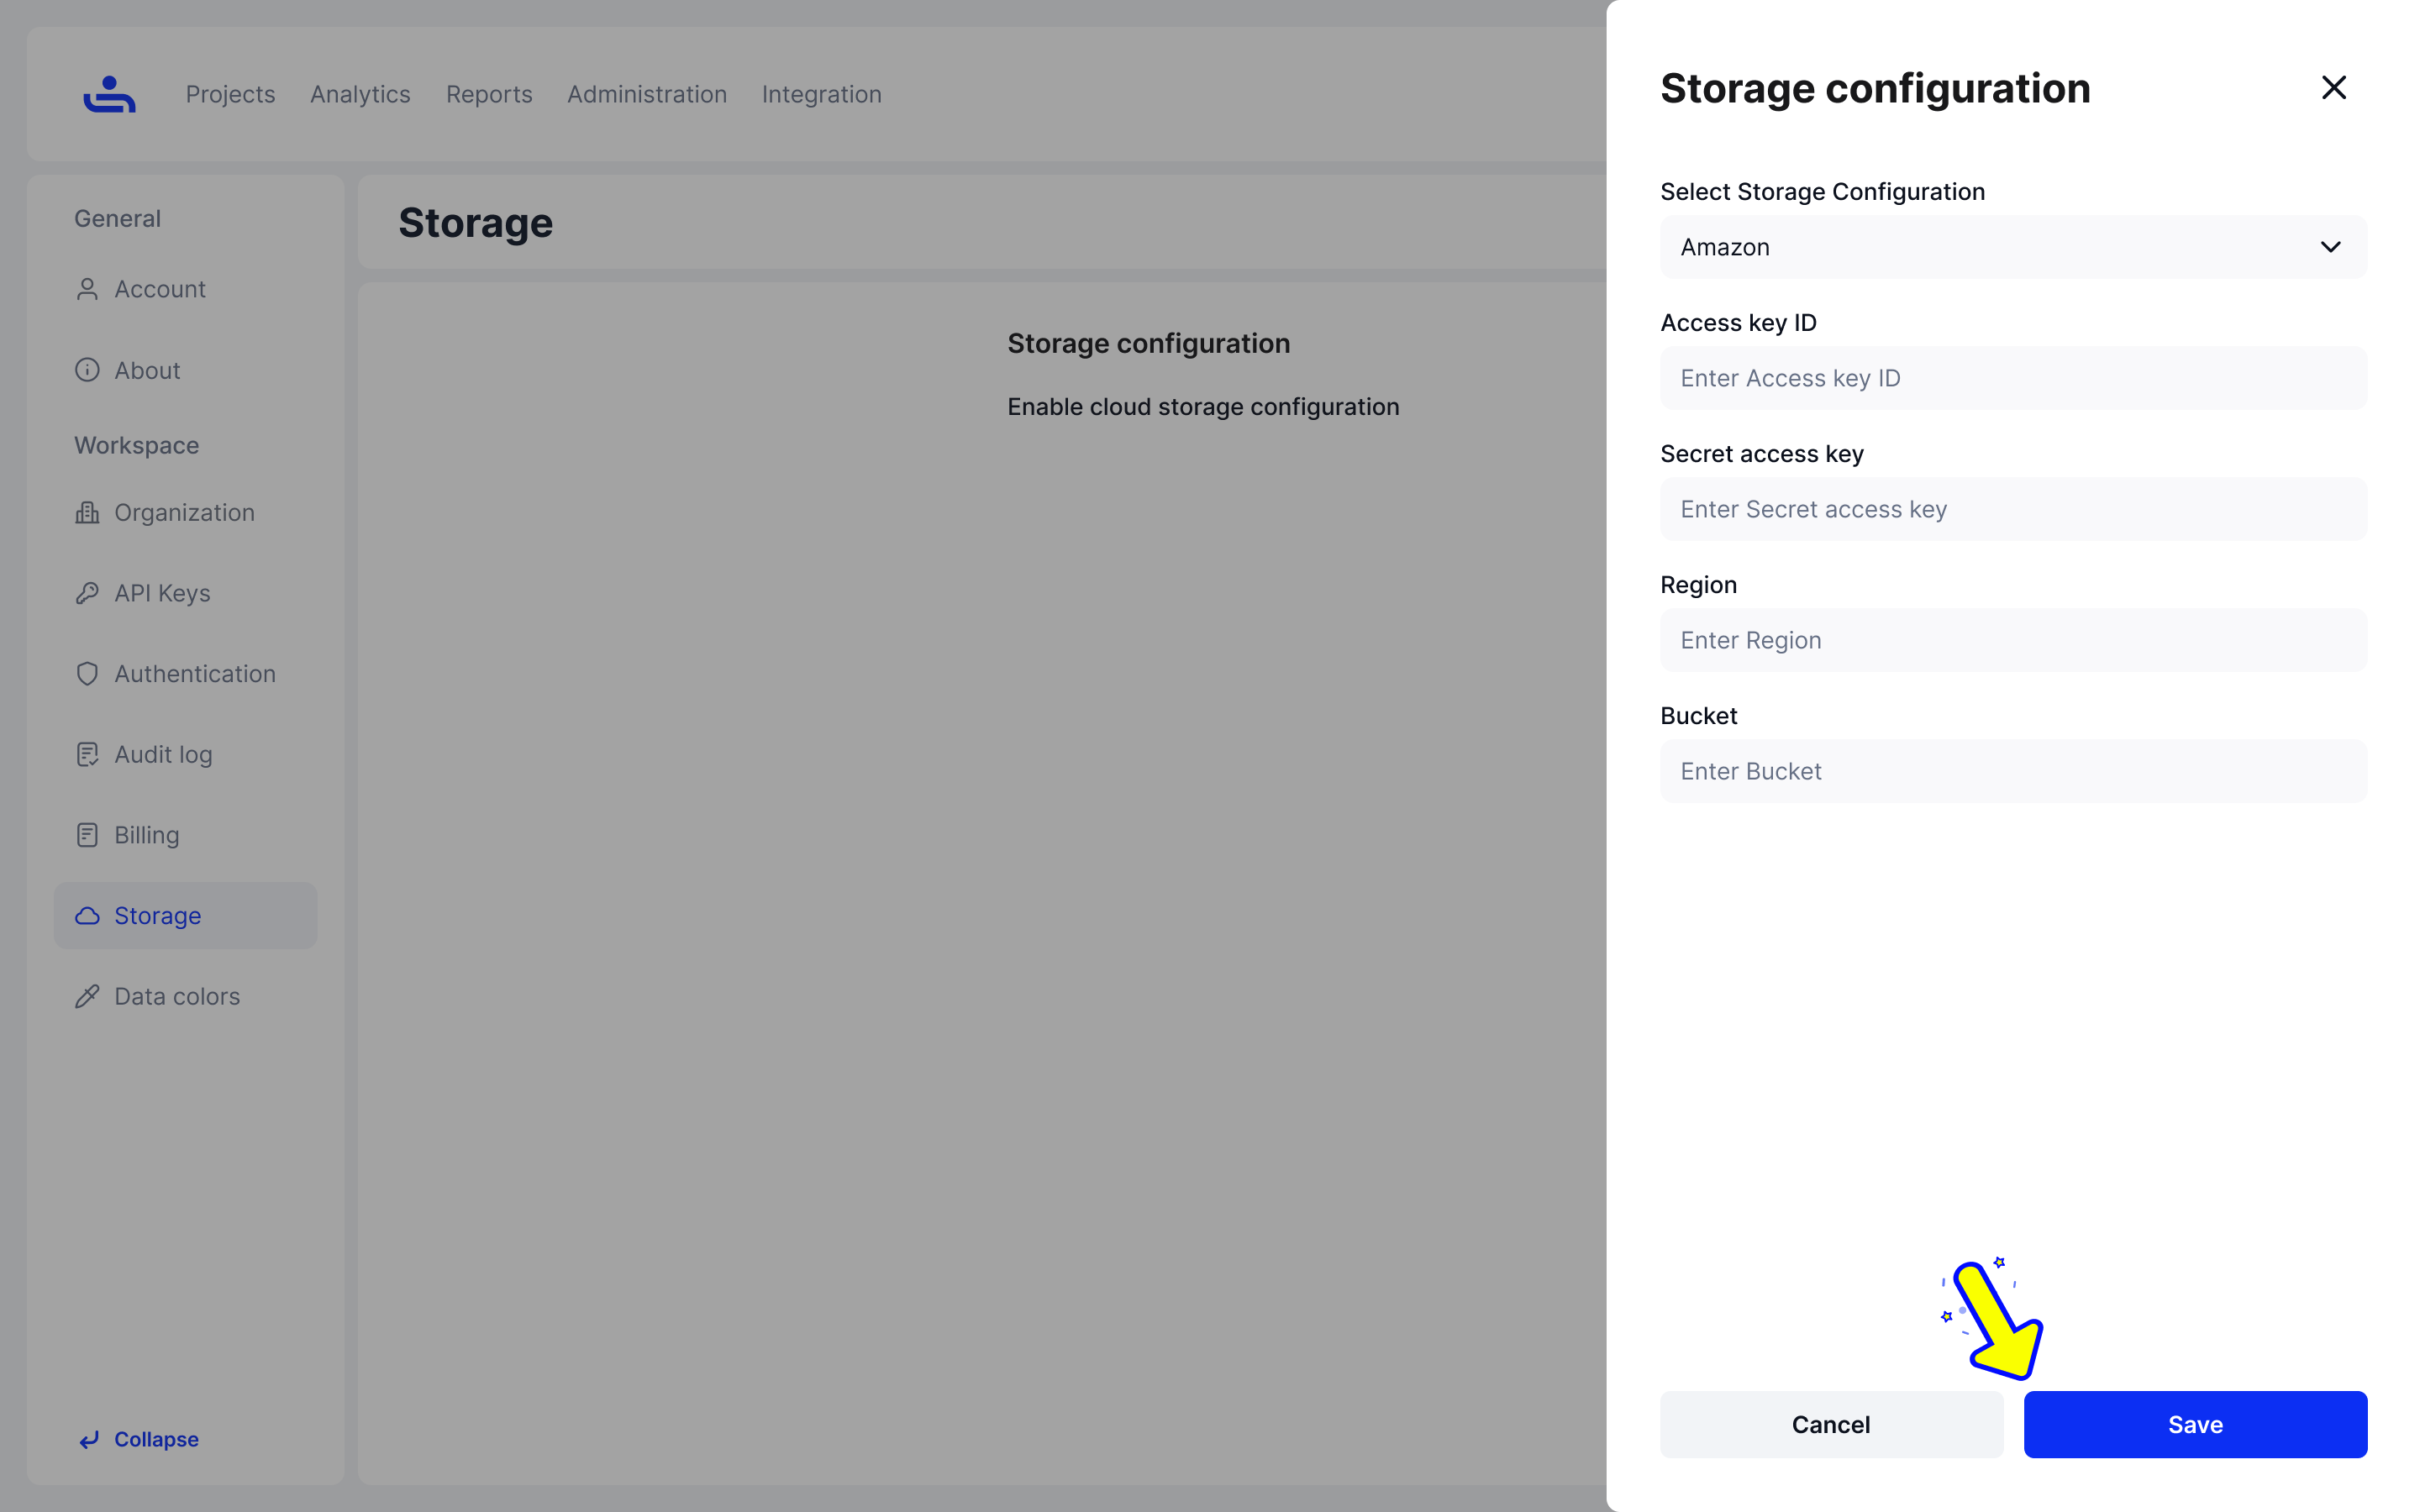 Projects Analytics Reports Administration Integration
General
Account
About
Workspace
Organization
API Keys
Authentication
Audit log
Billing
Storage
Data colors
Collapse
Storage
Storage configuration
Enable cloud storage configuration
Storage configuration
Select Storage Configuration
Amazon
Access key ID
Enter Access key ID
Secret access key
Enter Secret access key
Region
Enter Region
Bucket
Enter Bucket
Cancel Save